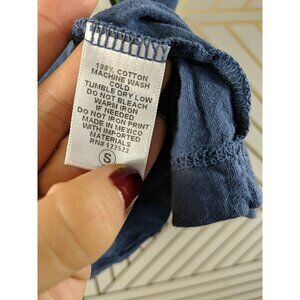 100% COTTON
MACHINE WASH
COLD
TUMBLE DRY LOW
DO NOT BLEACH
WARM IRON
IF NEEDED
DO NOT IRON PRINT
MADE IN MEXICO
WITH IMPORTED
MATERIALS
RN# 172523
S